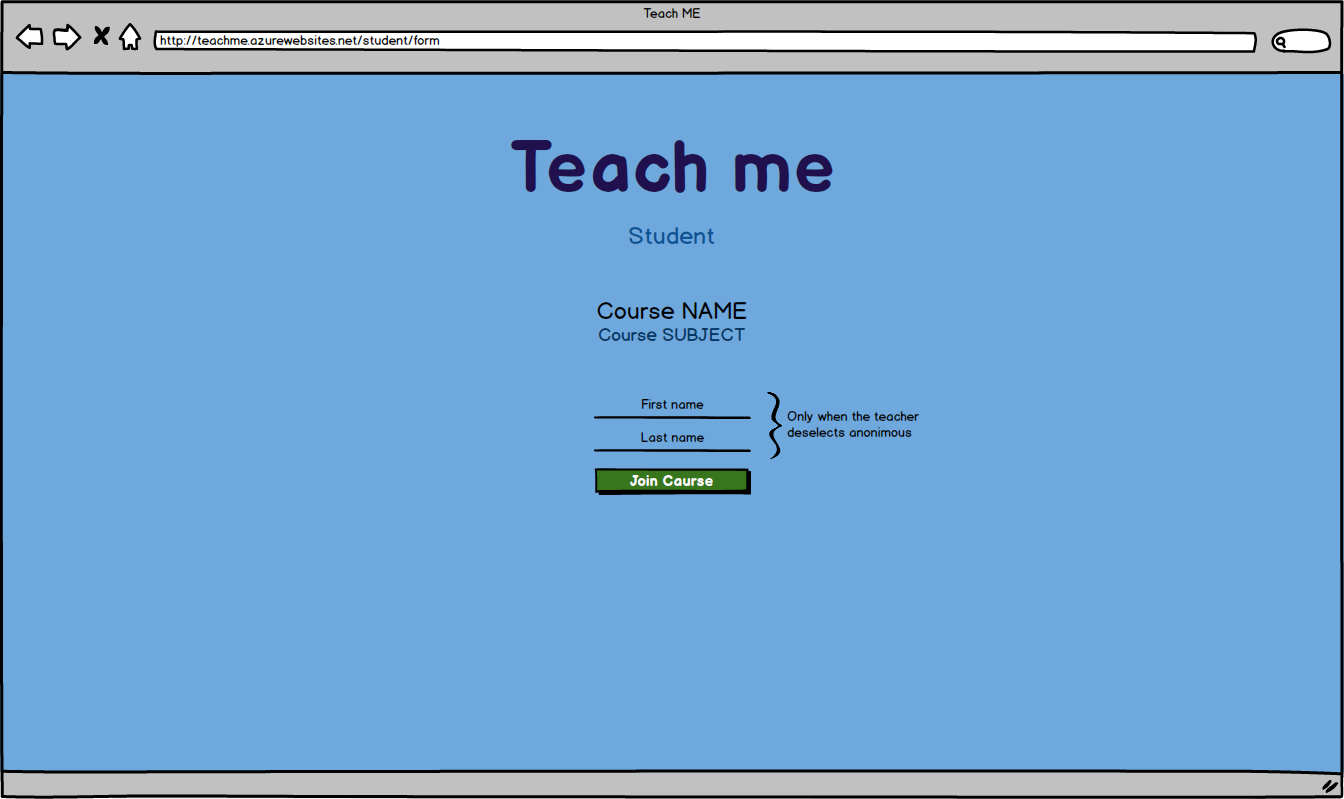 Teach ME
http://teachme.azurewebsites.net/student/form
Teach me
Student
Course NAME
Course SUBJECT
First name
Last name
Only when the teacher
deselects anonimous
Join Caurse